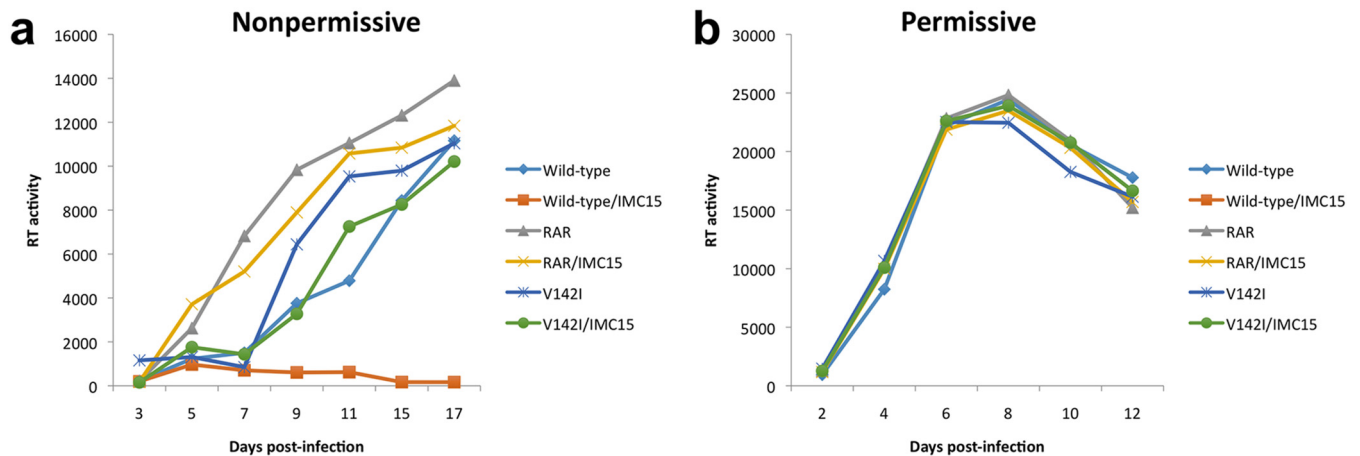 a
Nonpermissive
16000
14000
12000
10000
8000
6000
4000
2000
0
RT activity
3 5 7 9 11 15 17
Days post-infection
Wild-type
Wild-type/IMC15
RAR
RAR/IMC15
V142I
V142I/IMC15
b
Permissive
30000
25000
20000
15000
10000
5000
0
RT activity
2 4 6 8 10 12
Days post-infection
Wild-type
Wild-type/IMC15
RAR
RAR/IMC15
V142I
V142I/IMC15